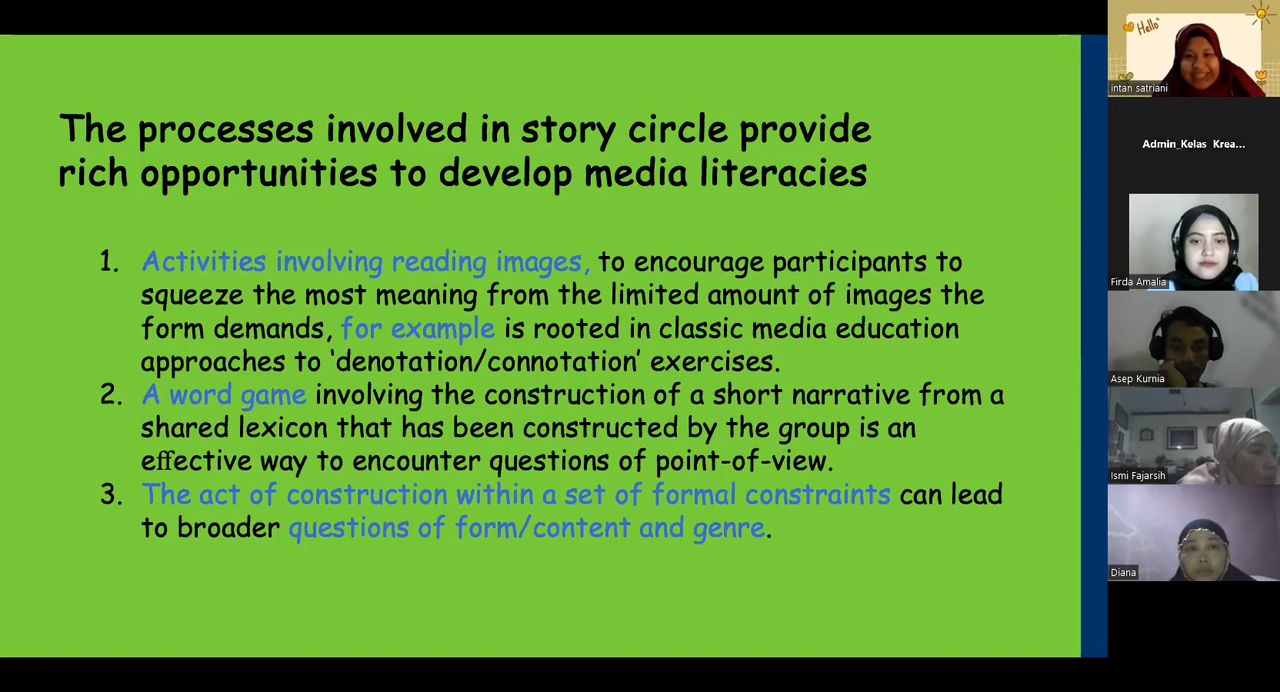 The processes involved in story circle provide
rich opportunities to develop media literacies
1. Activities involving reading images, to encourage participants to
squeeze the most meaning from the limited amount of images the
form demands, for example is rooted in classic media education
approaches to ‘denotation/connotation’ exercises.
2. A word game involving the construction of a short narrative from a
shared lexicon that has been constructed by the group is an
effective way to encounter questions of point-of-view.
3. The act of construction within a set of formal constraints can lead
to broader questions of form/content and genre.
Hello
intan satriani
Admin_Kelas Krea...
Firda Amalia
Asep Kurnia
Ismi Fajarsih
Diana